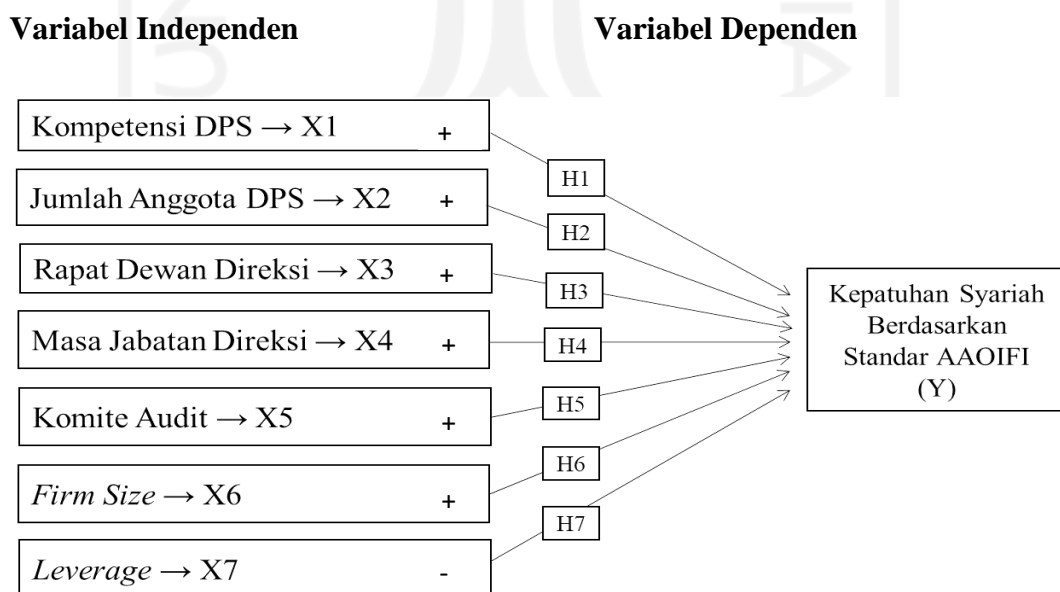 Variabel Independen
Variabel Dependen
Kompetensi DPS → X1 +
Jumlah Anggota DPS → X2 +
Rapat Dewan Direksi → X3 +
Masa Jabatan Direksi → X4 +
Komite Audit → X5 +
Firm Size → X6 +
Leverage → X7 -
H1
H2
H3
H4
H5
H6
H7
Kepatuhan Syariah
Berdasarkan
Standar AAOIFI
(Y)